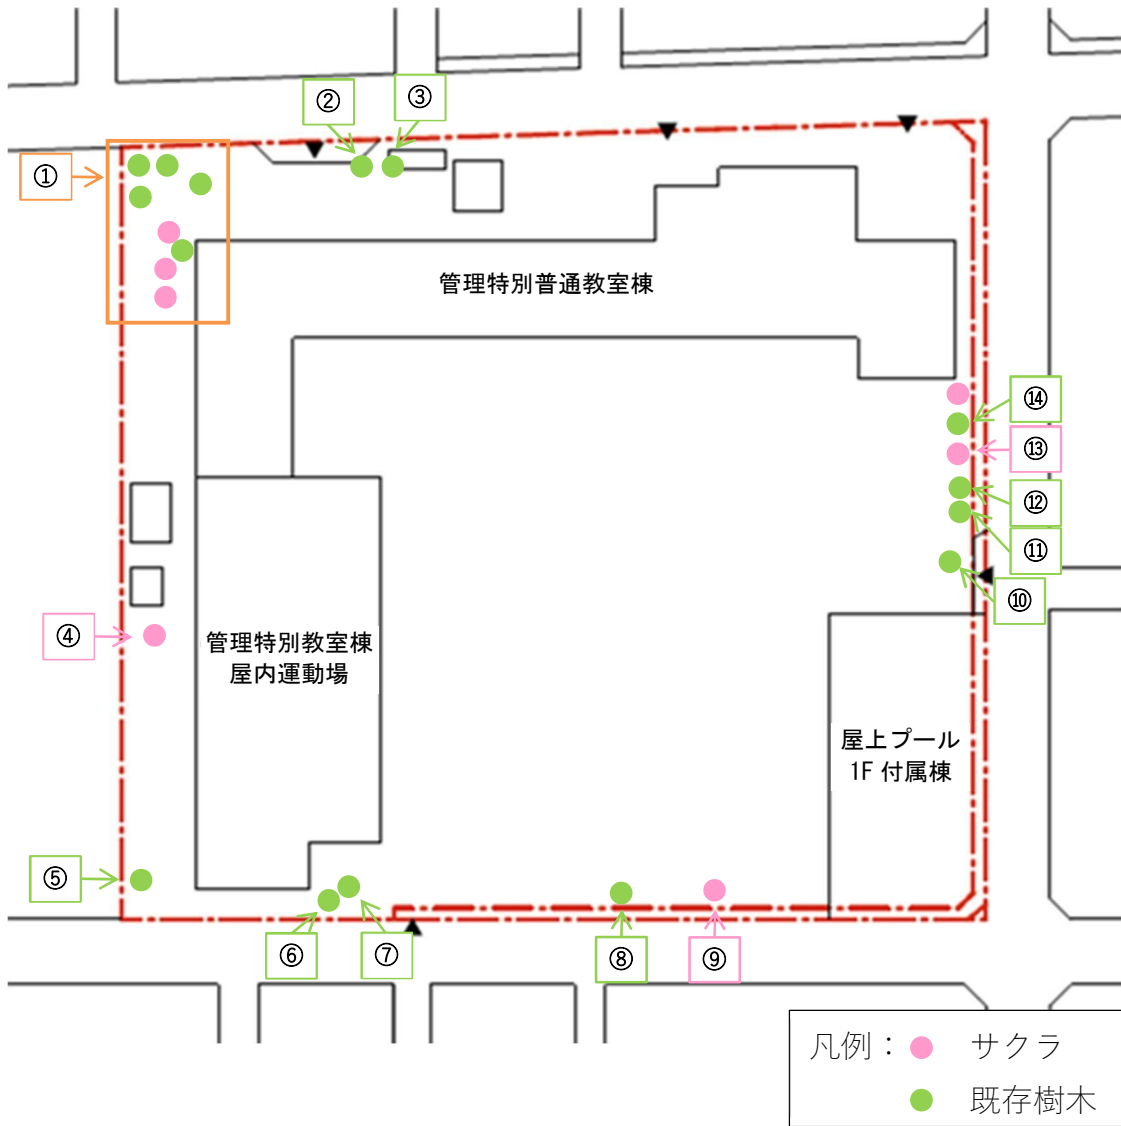 ②
③
①
管理特別普通教室棟
⑭
⑬
⑫
⑪
⑩
④
管理特別教室棟
屋内運動場
屋上プール
1F 付属棟
⑤
⑥
⑦
⑧
⑨
凡例： サクラ
既存樹木